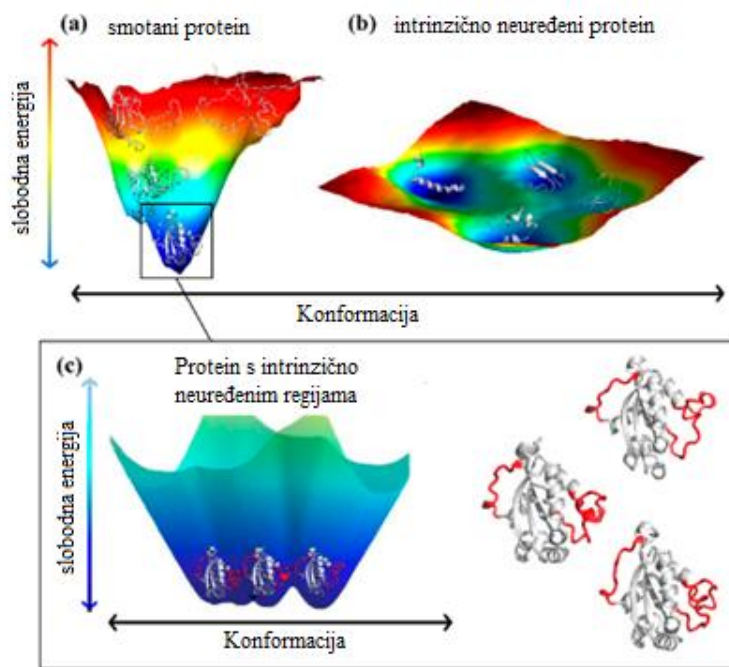 (a)
smotani protein
(b)
intrinzično neuređeni protein
slobodna energija
Konformacija
(c)
Protein s intrinzično
neuređenim regijama
slobodna energija
Konformacija